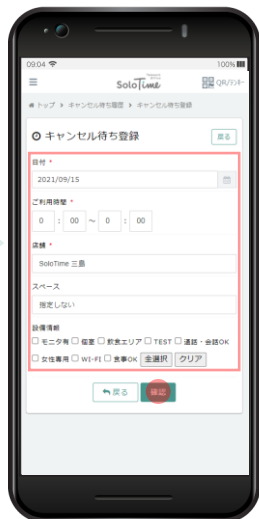 09:04 100%
SoloTime QR/ﾌﾘｰ
トップ > キャンセル待ち履歴 > キャンセル待ち登録
キャンセル待ち登録 戻る
日付 *
2021/09/15
ご利用時間 *
0 : 00 ～ 0 : 00
店舗 *
SoloTime 三島
スペース
指定しない
設備情報
モニタ有 個室 飲食エリア TEST 通話・会話OK
女性専用 WI-FI 食事OK 全選択 クリア
戻る 確認